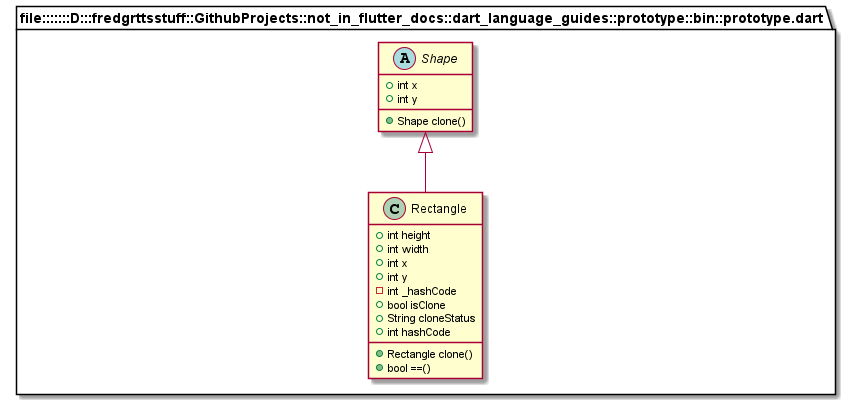 file:::::::D:::fredgrttsstuff::GithubProjects::not_in_flutter_docs::dart_language_guides::prototype::bin::prototype.dart
A Shape
int x
int y
Shape clone()
C Rectangle
int height
int width
int x
int y
int _hashCode
bool isClone
String cloneStatus
int hashCode
Rectangle clone()
bool ==()